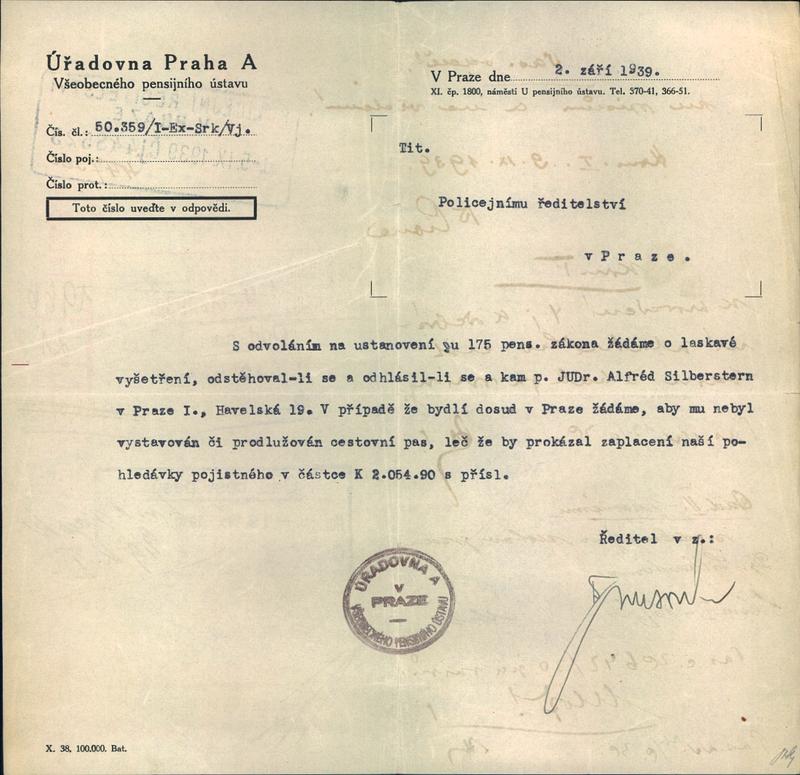 Úřadovna Praha A
Všeobecného pensijního ústavu
Čís. čl.: 50.359/I-Ex-Srk/Vj.
Číslo poj.:
Číslo prot.:
Toto číslo uveďte v odpovědi.
V Praze dne 2. září 1939.
XI. čp. 1800, náměstí U pensijního ústavu. Tel. 370-41, 366-51.
Tit.
Policejnímu ředitelství
v Praze.
S odvoláním na ustanovení §u 175 pens. zákona žádáme o laskavé
vyšetření, odstěhoval-li se a odhlásil-li se a kam p. JUDr. Alfréd Silberstern
v Praze I., Havelská 19. V případě že bydlí dosud v Praze žádáme, aby mu nebyl
vystavován či prodlužován cestovní pas, leč že by prokázal zaplacení naší po-
hledávky pojistného v částce K 2.054.90 s přísl.
Ředitel v z.:
ÚŘADOVNA A
V
PRAZE
VŠEOBECNÉHO PENSIJNÍHO ÚSTAVU
X. 38. 100.000. Bat.